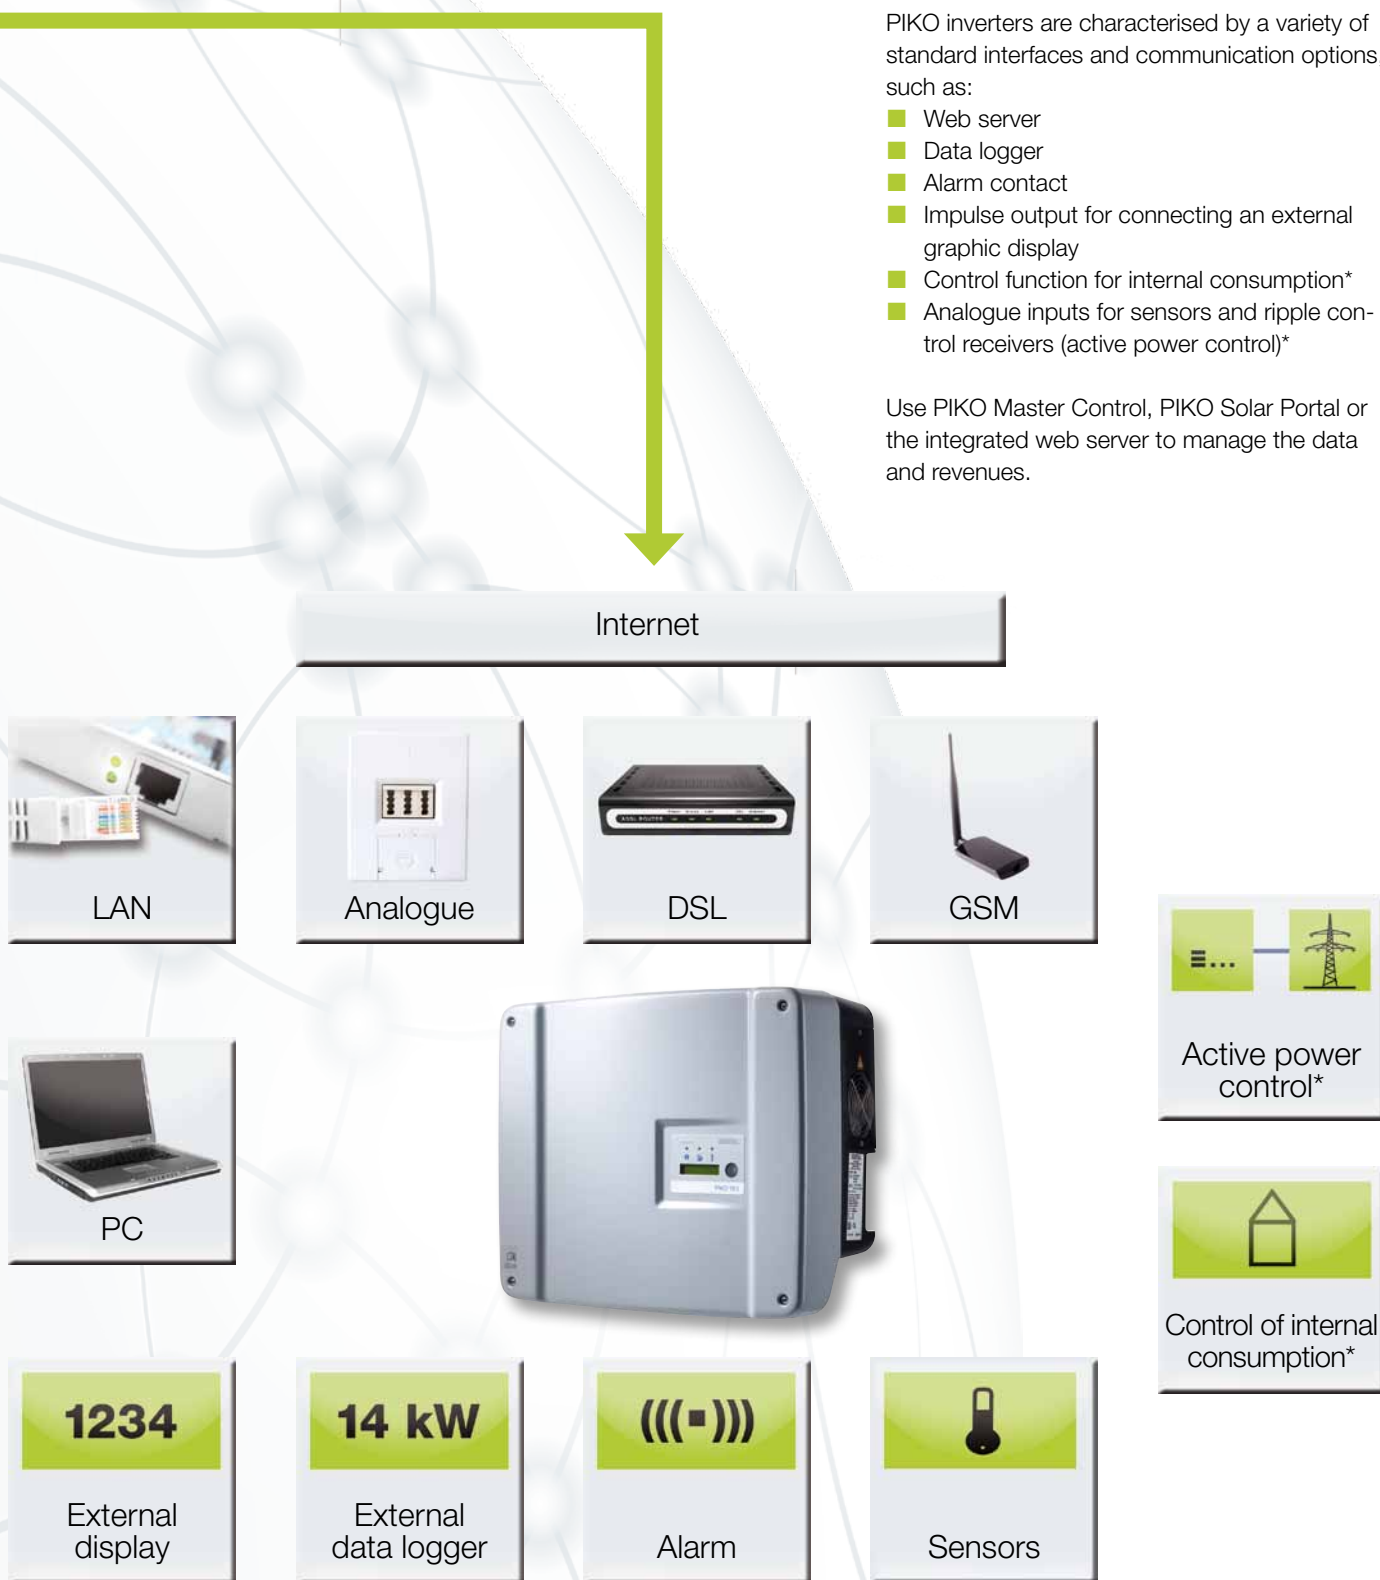 PIKO inverters are characterised by a variety of
standard interfaces and communication options,
such as:
Web server
Data logger
Alarm contact
Impulse output for connecting an external
graphic display
Control function for internal consumption*
Analogue inputs for sensors and ripple con-
trol receivers (active power control)*
Use PIKO Master Control, PIKO Solar Portal or
the integrated web server to manage the data
and revenues.
Internet
LAN
Analogue
ADSL ROUTER
DSL
GSM
Active power
control*
PC
Control of internal
consumption*
1234
External
display
14 kW
External
data logger
Alarm
Sensors